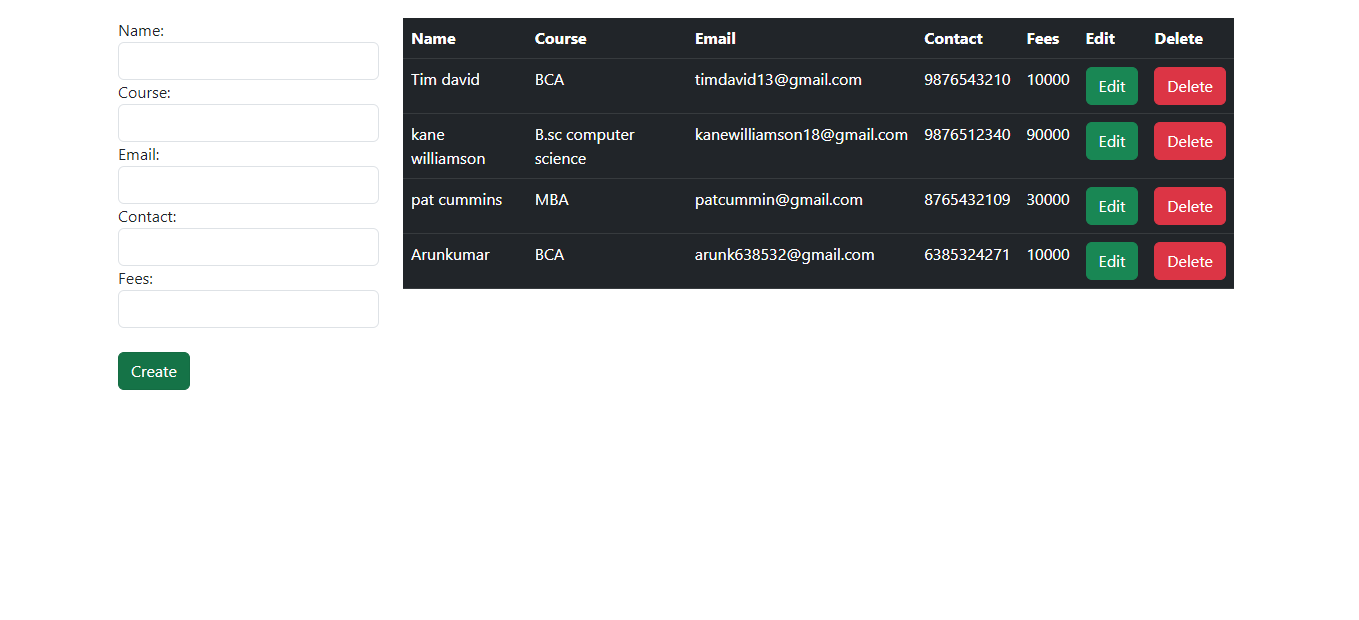 Name:
Course:
Email:
Contact:
Fees:
Create
Name Course Email Contact Fees Edit Delete
Tim david BCA timdavid13@gmail.com 9876543210 10000 Edit Delete
kane B.sc computer kanewilliamson18@gmail.com 9876512340 90000 Edit Delete
williamson science
pat cummins MBA patcummin@gmail.com 8765432109 30000 Edit Delete
Arunkumar BCA arunk638532@gmail.com 6385324271 10000 Edit Delete